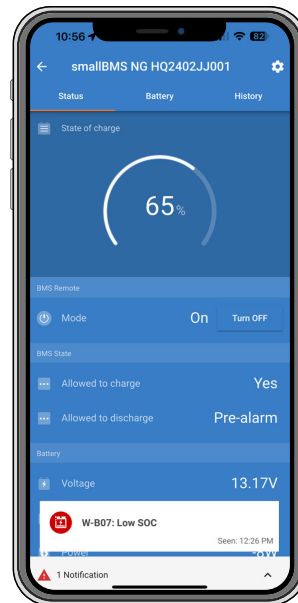 10:56
82
smallBMS NG HQ2402JJ001
Status Battery History
State of charge
65%
BMS Remote
Mode On Turn OFF
BMS State
Allowed to charge Yes
Allowed to discharge Pre-alarm
Battery
Voltage 13.17V
W-B07: Low SOC
Seen: 12:26 PM
Power -8W
1 Notification